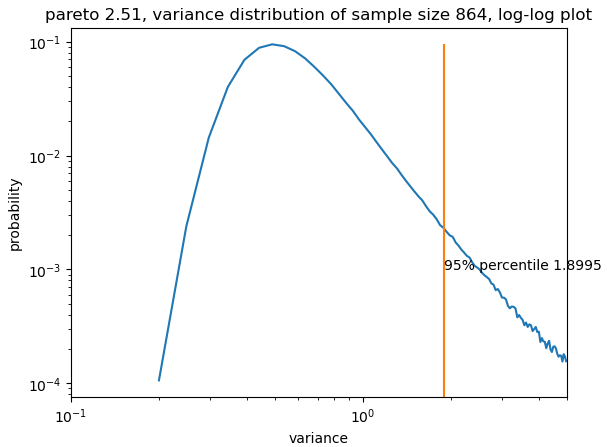 pareto 2.51, variance distribution of sample size 864, log-log plot
10⁻¹
10⁻²
probability
10⁻³
95% percentile 1.8995
10⁻⁴
10⁻¹
10⁰
variance